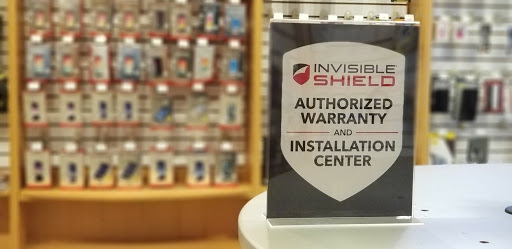 INVISIBLE
SHIELD
AUTHORIZED
WARRANTY
AND
INSTALLATION
CENTER